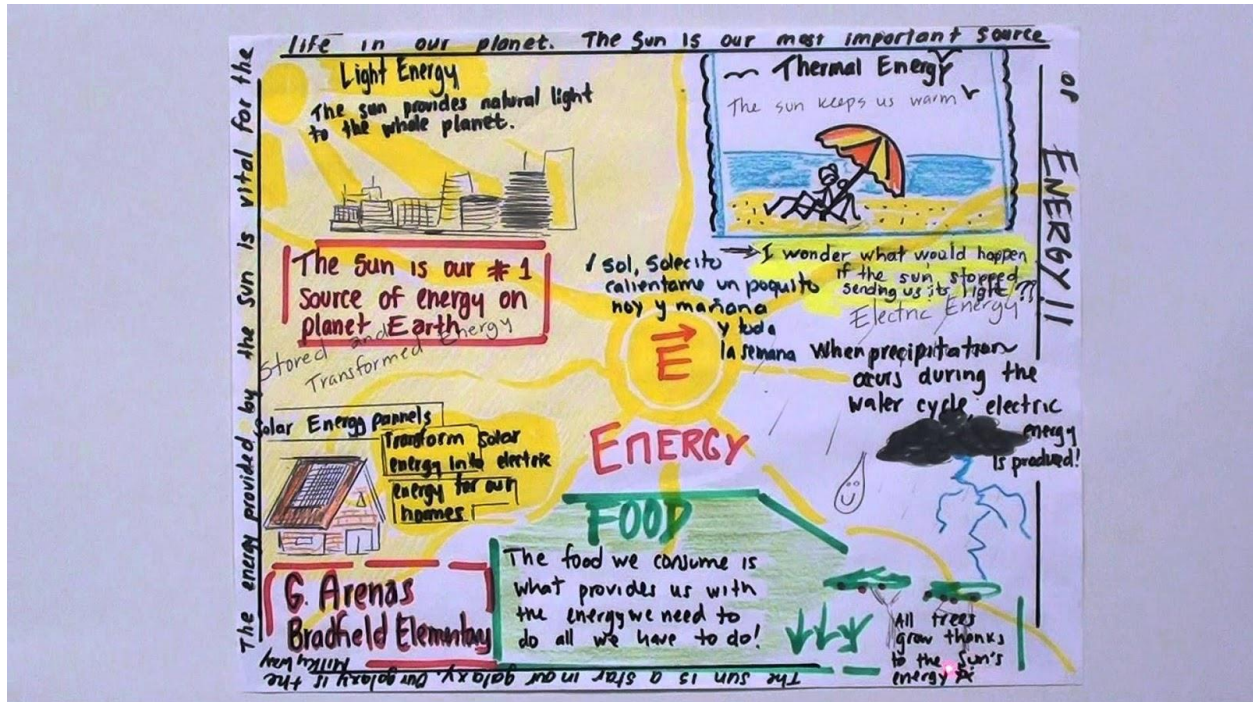 The energy provided by the sun is vital for the
life in our planet. The Sun is our most important source
of ENERGY!!
Light Energy
The sun provides natural light
to the whole planet.
Thermal Energy
The sun keeps us warm
The Sun is our #1
source of energy on
planet Earth
Stored and
Transformed Energy
sol, solecito
calientame un poquito
hoy y mañana
y toda
la semana
I wonder what would happen
if the sun stopped
sending us its light??
Electric Energy
When precipitation
ocurs during the
water cycle, electric
energy
is produced!
E
ENERGY
Solar Energy pannels
Transform solar
energy into electric
energy for our
homes
FOOD
The food we consume is
what provides us with
the energy we need to
do all we have to do!
All trees
grow thanks
to the Sun's
energy
G. Arenas
Bradfield Elementary
The sun is a star in our galaxy. Our galaxy is the
Milky Way